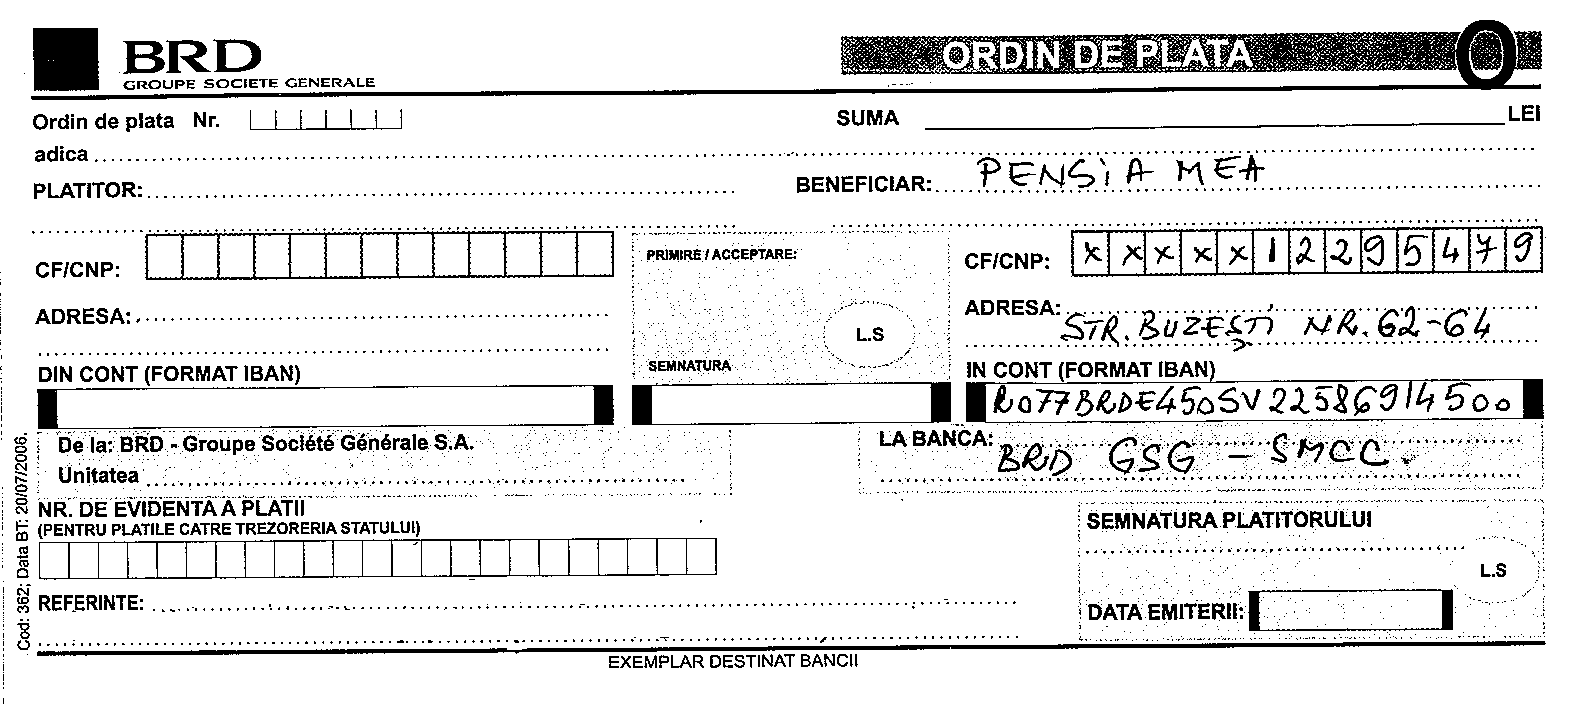 BRD
GROUPE SOCIETE GENERALE
ORDIN DE PLATA
Ordin de plata Nr.
SUMA LEI
adica
PLATITOR:
BENEFICIAR: PENSIA MEA
CF/CNP:
PRIMIRE / ACCEPTARE:
CF/CNP: x x x x x 1 2 2 9 5 4 7 9
ADRESA:
L.S
ADRESA: STR. BUZEȘTI NR. 62-64
DIN CONT (FORMAT IBAN)
SEMNATURA
IN CONT (FORMAT IBAN)
RO77BRDE450SV22586914500
De la: BRD - Groupe Société Générale S.A.
Unitatea
LA BANCA: BRD GSG - SMCC.
NR. DE EVIDENTA A PLATII
(PENTRU PLATILE CATRE TREZORERIA STATULUI)
SEMNATURA PLATITORULUI
L.S
REFERINTE:
DATA EMITERII:
EXEMPLAR DESTINAT BANCII
Cod: 362; Data BT: 20/07/2006.